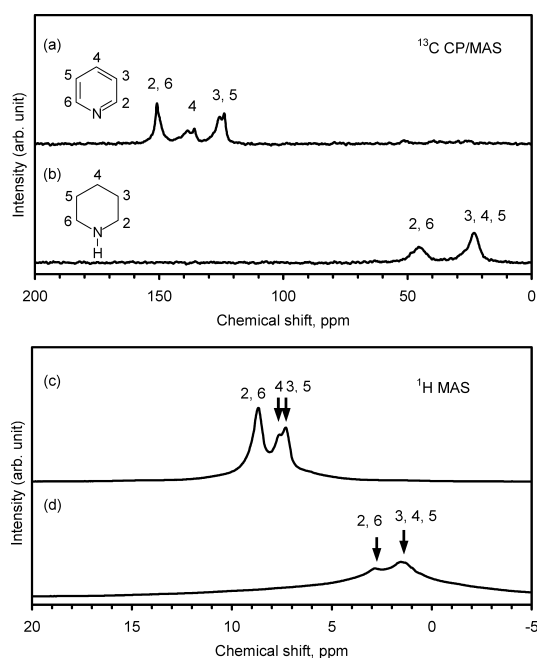 (a)
¹³C CP/MAS
4
5 3
6 2
N
2, 6
4
3, 5
(b)
4
5 3
6 2
N
H
2, 6
3, 4, 5
Intensity (arb. unit)
200 150 100 50 0
Chemical shift, ppm
(c)
¹H MAS
2, 6
4 3, 5
(d)
2, 6
3, 4, 5
Intensity (arb. unit)
20 15 10 5 0 -5
Chemical shift, ppm